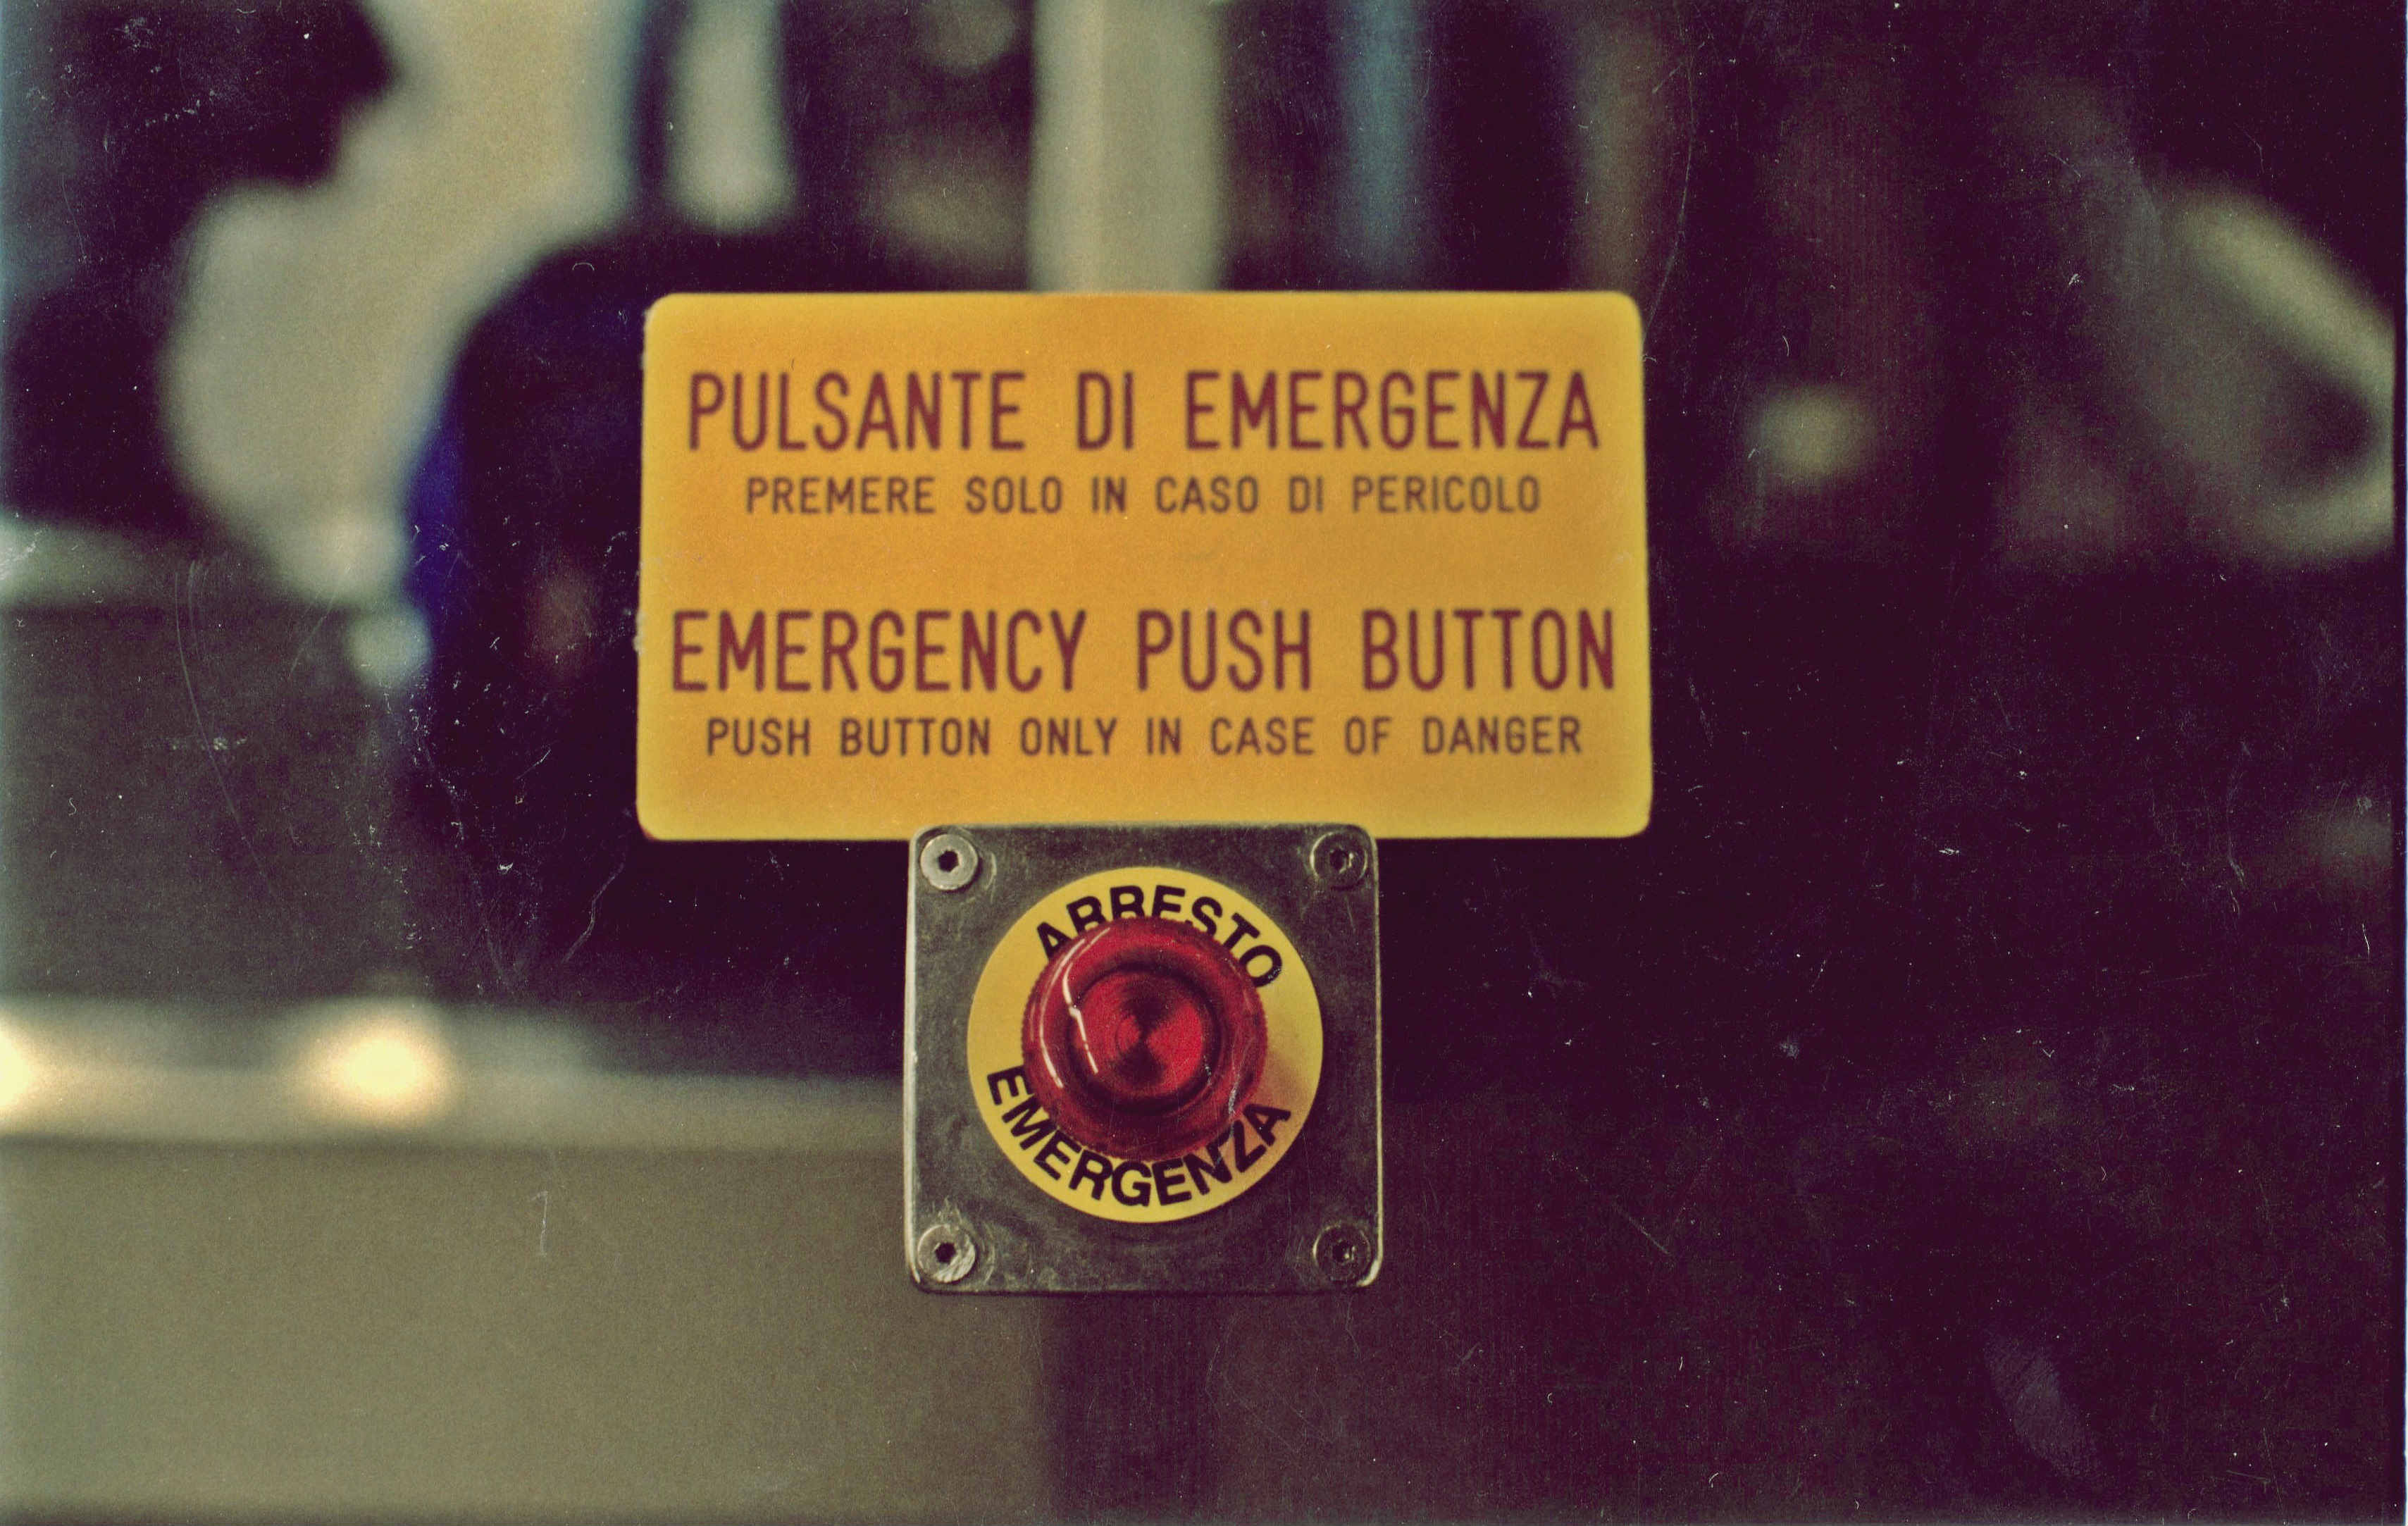 PULSANTE DI EMERGENZA
PREMERE SOLO IN CASO DI PERICOLO
EMERGENCY PUSH BUTTON
PUSH BUTTON ONLY IN CASE OF DANGER
ARRESTO
EMERGENZA